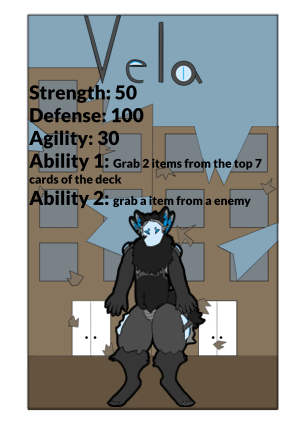 Vela
Strength: 50
Defense: 100
Agility: 30
Ability 1: Grab 2 items from the top 7
cards of the deck
Ability 2: grab a item from a enemy